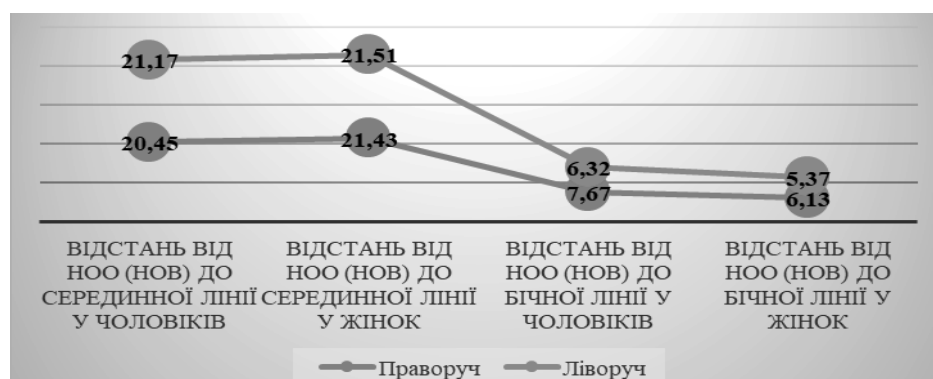 21,17
21,51
20,45
21,43
6,32
5,37
7,67
6,13
ВІДСТАНЬ ВІД
НОО (НОВ) ДО
СЕРЕДИННОЇ ЛІНІЇ
У ЧОЛОВІКІВ
ВІДСТАНЬ ВІД
НОО (НОВ) ДО
СЕРЕДИННОЇ ЛІНІЇ
У ЖІНОК
ВІДСТАНЬ ВІД
НОО (НОВ) ДО
БІЧНОЇ ЛІНІЇ У
ЧОЛОВІКІВ
ВІДСТАНЬ ВІД
НОО (НОВ) ДО
БІЧНОЇ ЛІНІЇ У
ЖІНОК
Праворуч Ліворуч